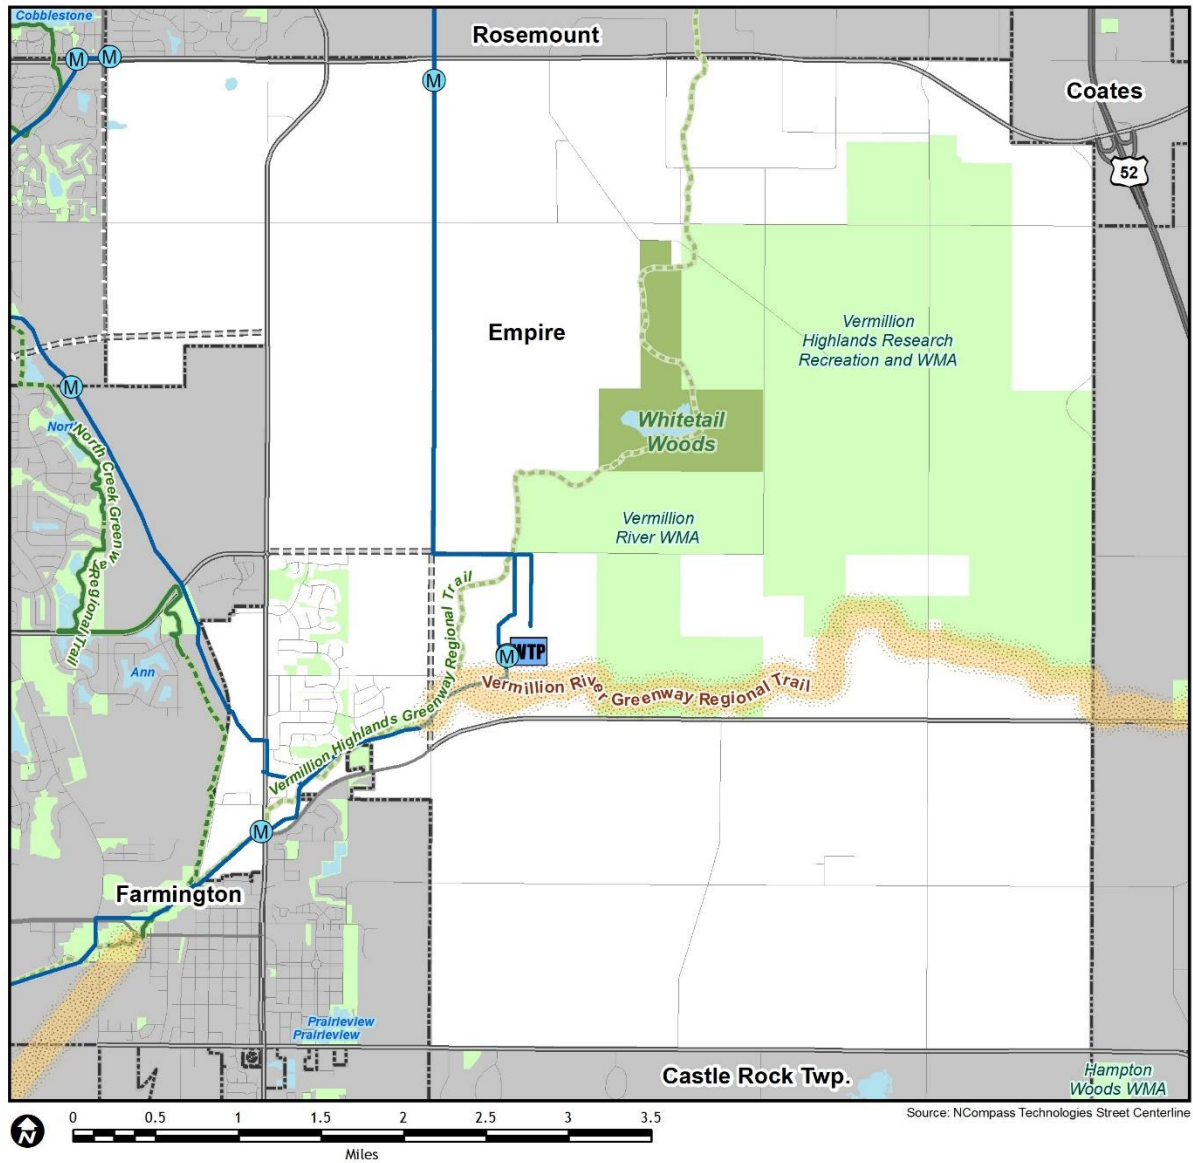 Cobblestone
Rosemount
M
M
M
Coates
52
Vermillion
Highlands Research
Recreation and WMA
Empire
M
Whitetail
Woods
North Creek Greenway Regional Trail
Vermillion
River WMA
Vermillion Highlands Greenway Regional Trail
M
WTP
Ann
Vermillion River Greenway Regional Trail
M
Farmington
Prairieview
Prairieview
Castle Rock Twp.
Hampton
Woods WMA
N
0 0.5 1 1.5 2 2.5 3 3.5
Miles
Source: NCompass Technologies Street Centerline